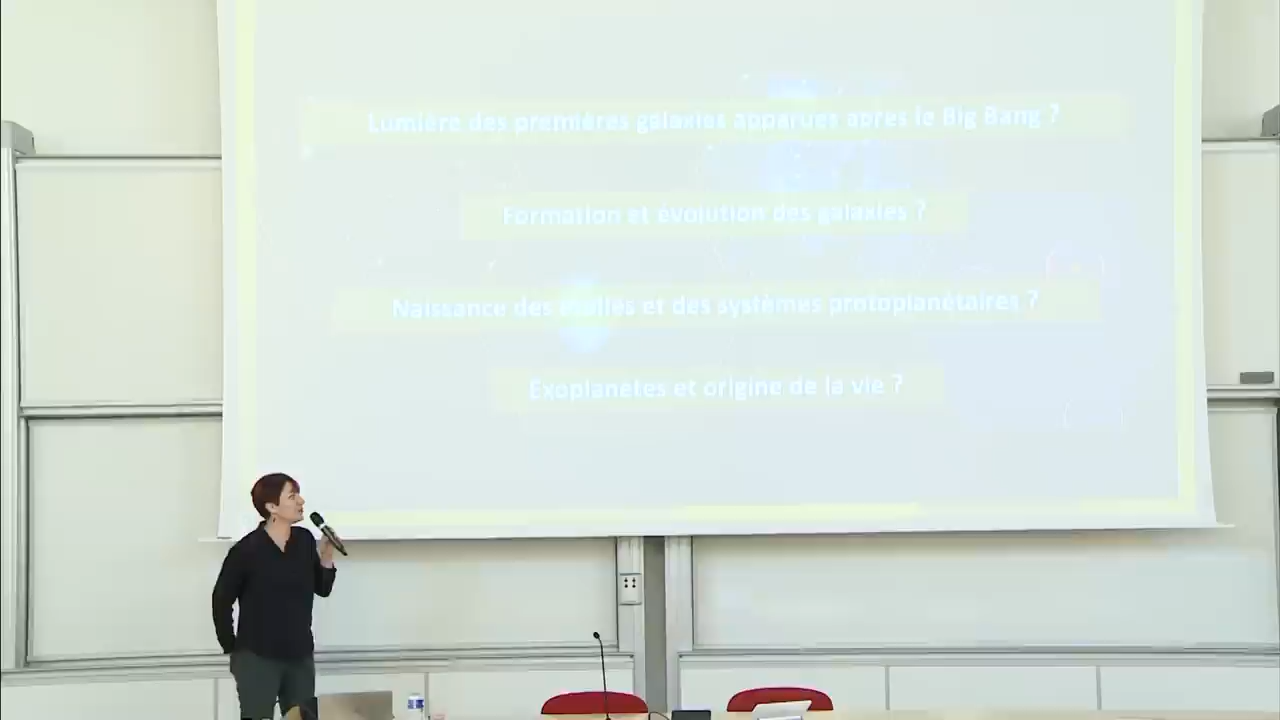 Lumière des premières galaxies apparues après le Big Bang ?
Formation et évolution des galaxies ?
Naissance des étoiles et des systèmes protoplanétaires ?
Exoplanètes et origine de la vie ?